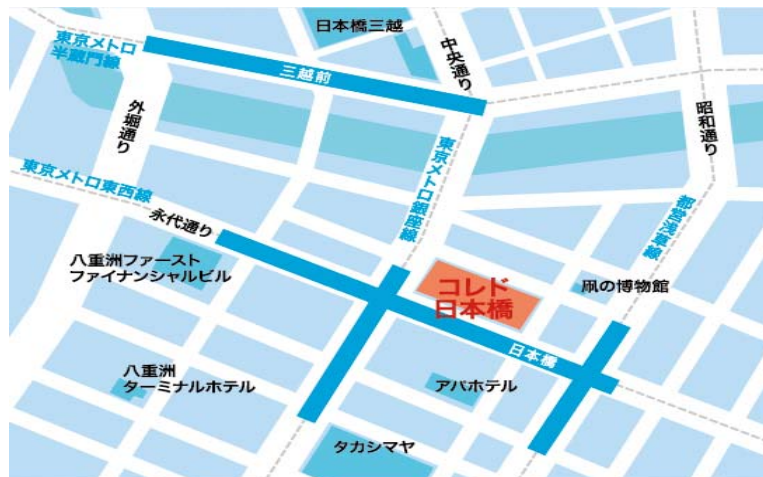 日本橋三越
中央通り
東京メトロ
半蔵門線
三越前
外堀通り
昭和通り
東京メトロ東西線
東京メトロ銀座線
都営浅草線
永代通り
八重洲ファースト
ファイナンシャルビル
コレド
日本橋
凧の博物館
日本橋
八重洲
ターミナルホテル
アパホテル
タカシマヤ